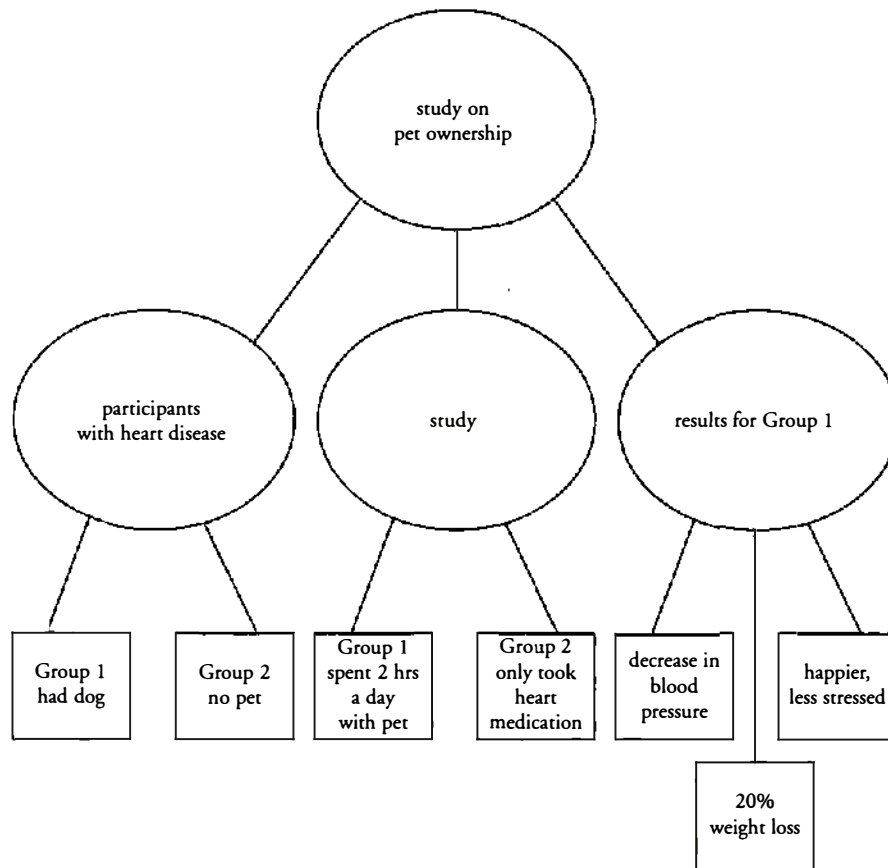 study on
pet ownership
participants
with heart disease
study
results for Group 1
Group 1
had dog
Group 2
no pet
Group 1
spent 2 hrs
a day
with pet
Group 2
only took
heart
medication
decrease in
blood
pressure
happier,
less stressed
20%
weight loss